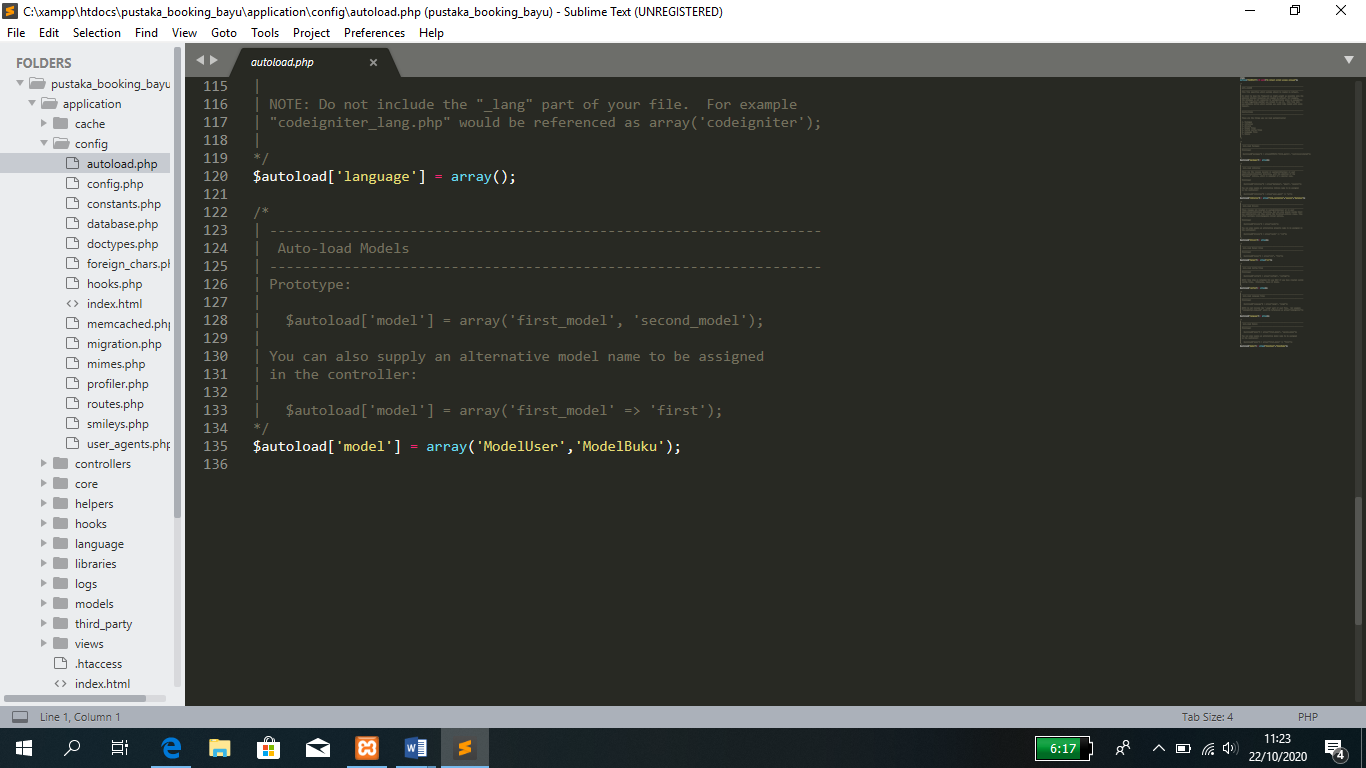 C:\xampp\htdocs\pustaka_booking_bayu\application\config\autoload.php (pustaka_booking_bayu) - Sublime Text (UNREGISTERED)
File Edit Selection Find View Goto Tools Project Preferences Help
FOLDERS
pustaka_booking_bayu
application
cache
config
autoload.php
config.php
constants.php
database.php
doctypes.php
foreign_chars.ph
hooks.php
index.html
memcached.php
migration.php
mimes.php
profiler.php
routes.php
smileys.php
user_agents.php
controllers
core
helpers
hooks
language
libraries
logs
models
third_party
views
.htaccess
index.html
autoload.php
115 |
116 | NOTE: Do not include the "_lang" part of your file.  For example
117 | "codeigniter_lang.php" would be referenced as array('codeigniter');
118 |
119 */
120 $autoload['language'] = array();
121
122 /*
123 | -------------------------------------------------------------------
124 |  Auto-load Models
125 | -------------------------------------------------------------------
126 | Prototype:
127 |
128 |   $autoload['model'] = array('first_model', 'second_model');
129 |
130 | You can also supply an alternative model name to be assigned
131 | in the controller:
132 |
133 |   $autoload['model'] = array('first_model' => 'first');
134 */
135 $autoload['model'] = array('ModelUser','ModelBuku');
136
Line 1, Column 1
Tab Size: 4
PHP
6:17
11:23
22/10/2020
4